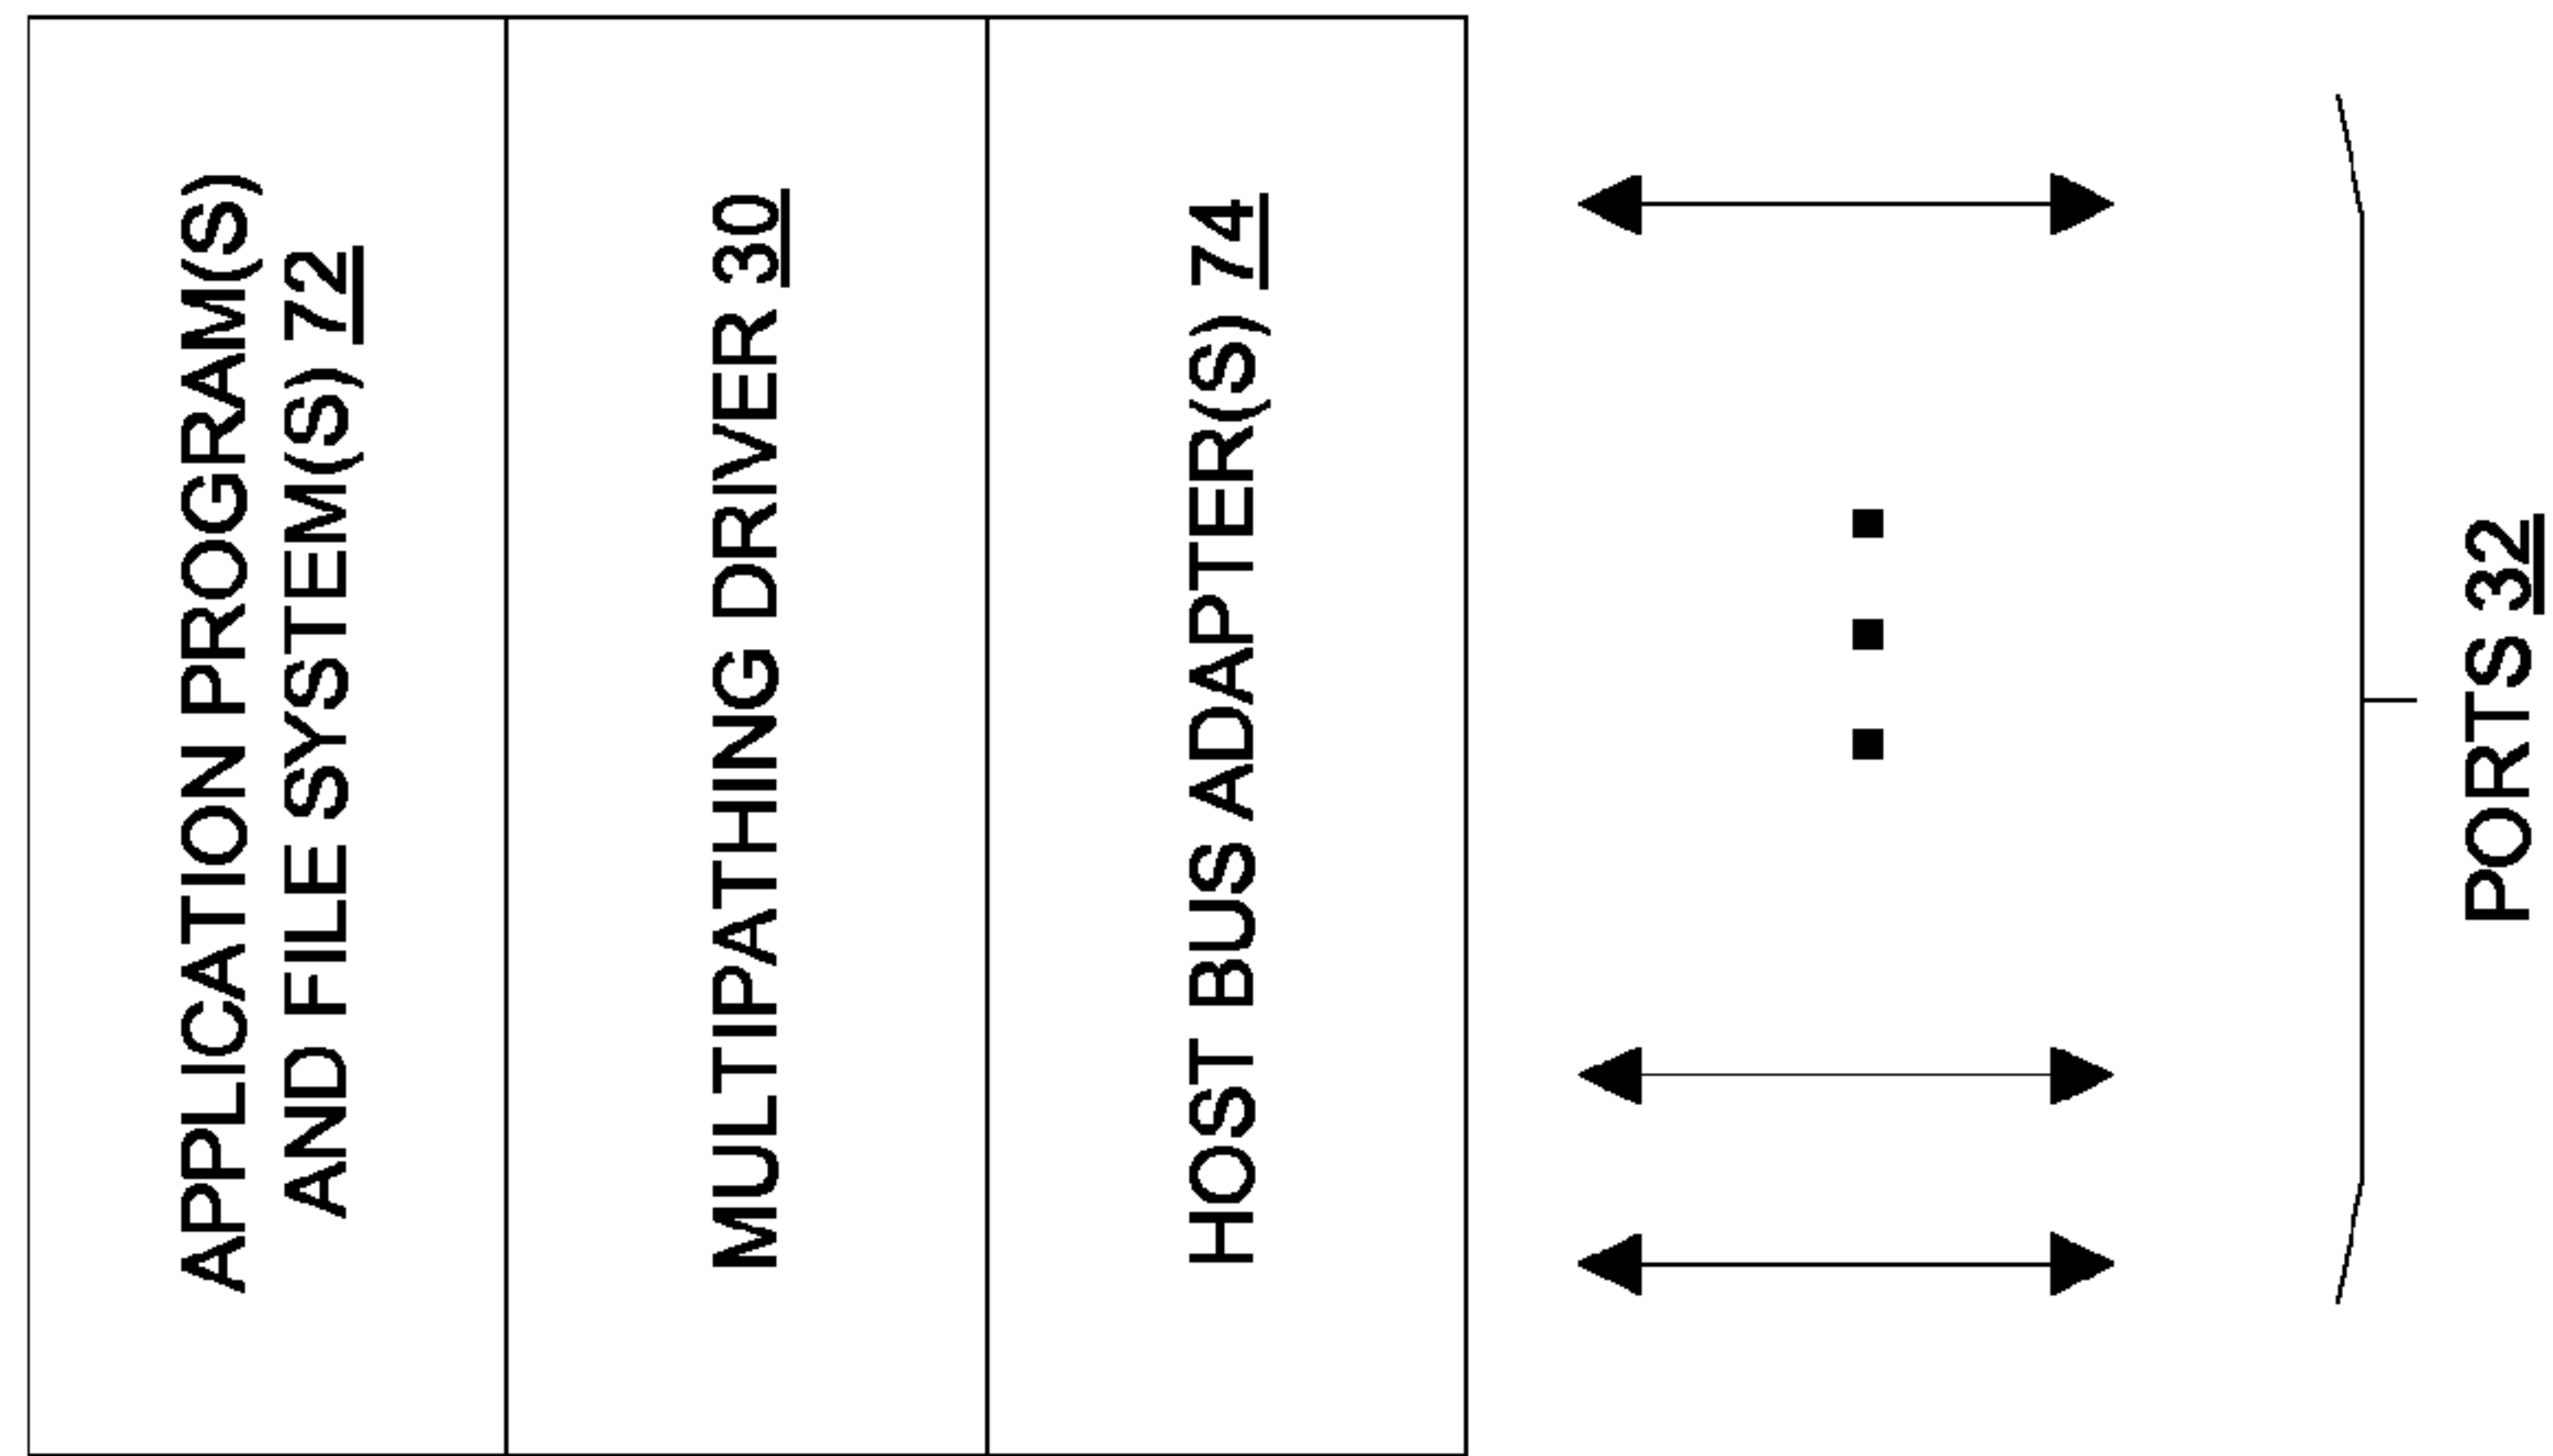 APPLICATION PROGRAM(S)
AND FILE SYSTEM(S) 72
MULTIPATHING DRIVER 30
HOST BUS ADAPTER(S) 74
PORTS 32